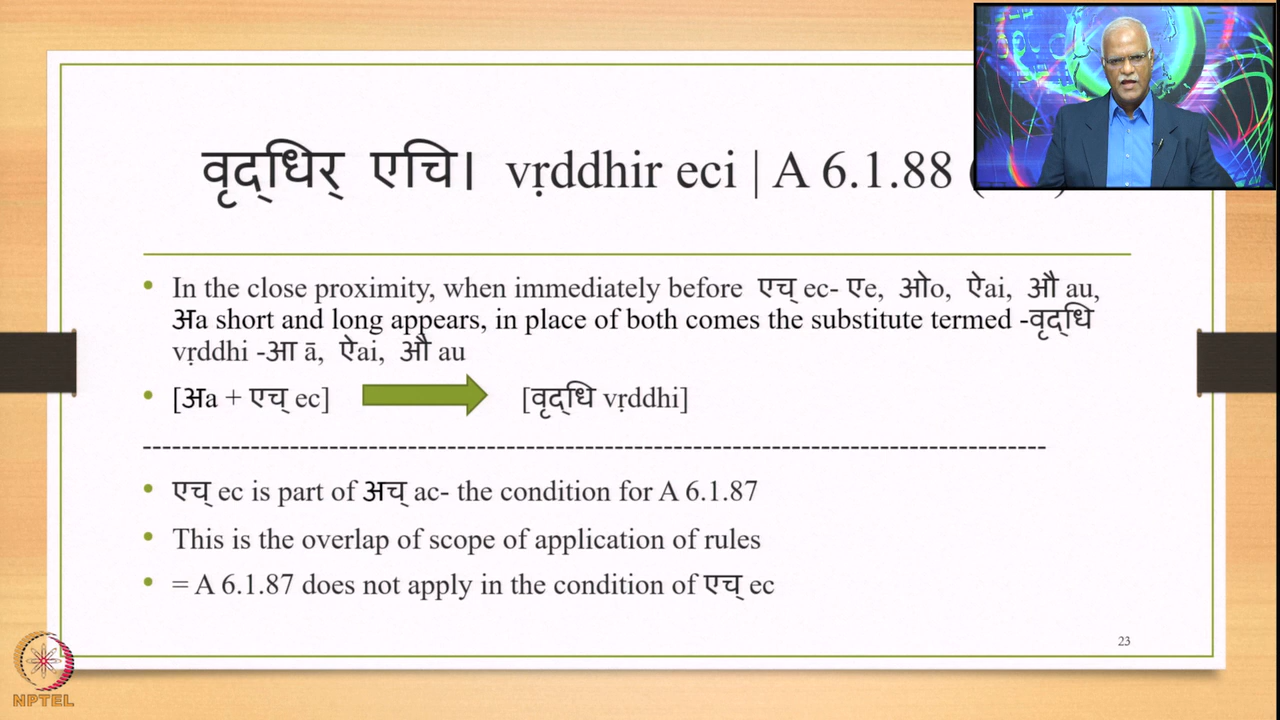 वृद्‌धिर् एचि। vṛddhir eci | A 6.1.88
• In the close proximity, when immediately before एच् ec- एe, ओo, ऐai, औ au,
अa short and long appears, in place of both comes the substitute termed -वृद्‌धि
vṛddhi -आ ā, ऐai, औ au
• [अa + एच् ec] [वृद्‌धि vṛddhi]
• एच् ec is part of अच् ac- the condition for A 6.1.87
• This is the overlap of scope of application of rules
• = A 6.1.87 does not apply in the condition of एच् ec
23
NPTEL